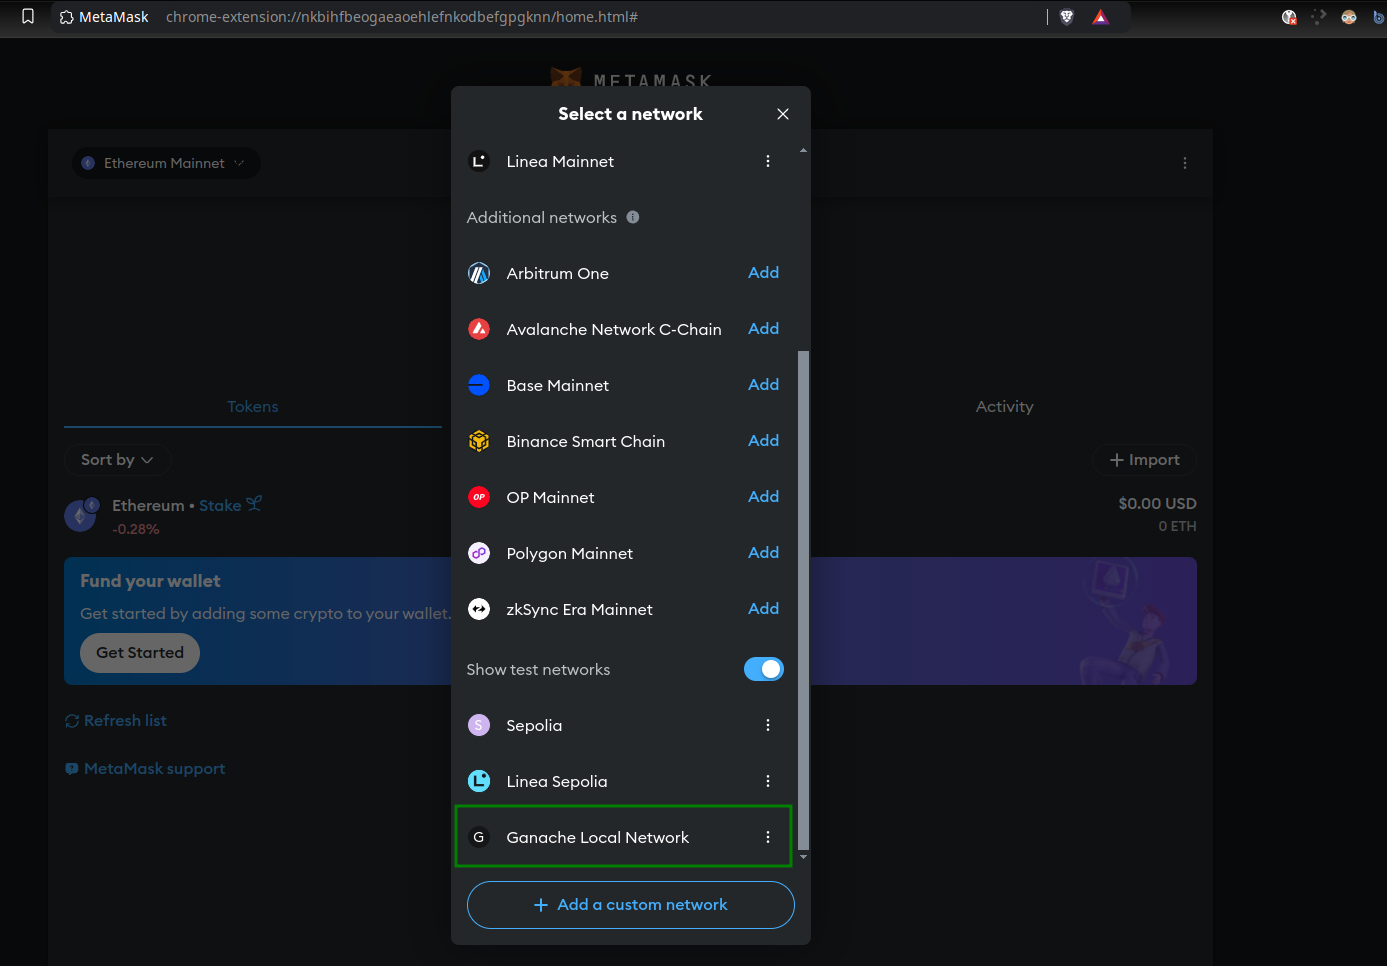 MetaMask
chrome-extension://nkbihfbeogaeaoehlefnkodbefgpgknn/home.html#
METAMASK
Select a network
Ethereum Mainnet
Linea Mainnet
Additional networks
Arbitrum One
Add
Avalanche Network C-Chain
Add
Base Mainnet
Add
Tokens
Activity
Binance Smart Chain
Add
Sort by
Import
OP
OP Mainnet
Add
Ethereum • Stake
$0.00 USD
-0.28%
0 ETH
Polygon Mainnet
Add
Fund your wallet
Get started by adding some crypto to your wallet.
zkSync Era Mainnet
Add
Get Started
Show test networks
Refresh list
S
Sepolia
MetaMask support
Linea Sepolia
G
Ganache Local Network
+ Add a custom network